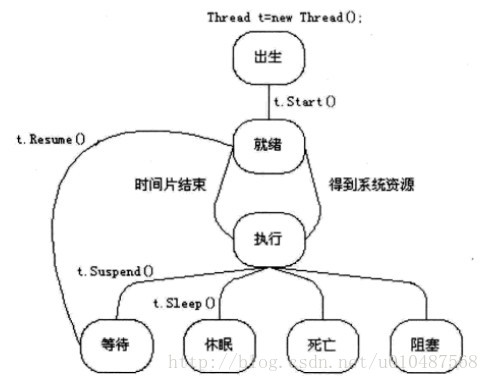 Thread t=new Thread();
出生
t.Start()
就绪
t.Resume()
时间片结束
得到系统资源
执行
t.Suspend()
t.Sleep()
等待
休眠
死亡
阻塞
http://blog.csdn.net/u010487568